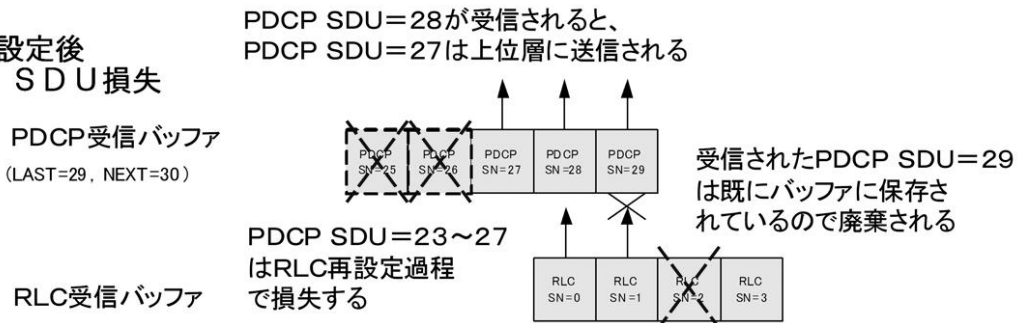 PDCP SDU=28が受信されると、
PDCP SDU=27は上位層に送信される
設定後
SDU損失
PDCP受信バッファ
(LAST=29, NEXT=30)
PDCP
SN=25
PDCP
SN=26
PDCP
SN=27
PDCP
SN=28
PDCP
SN=29
受信されたPDCP SDU=29
は既にバッファに保存さ
れているので廃棄される
PDCP SDU=23~27
はRLC再設定過程
で損失する
RLC受信バッファ
RLC
SN=0
RLC
SN=1
RLC
SN=2
RLC
SN=3